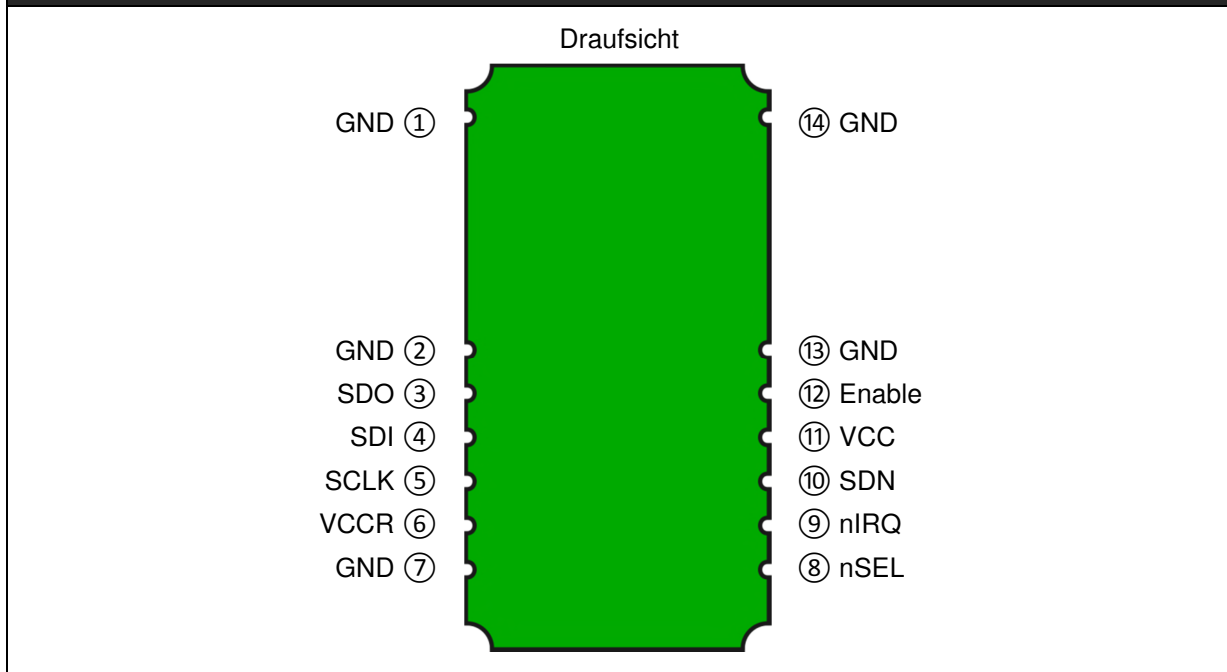 Draufsicht
GND ① ⑭ GND
GND ② ⑬ GND
SDO ③ ⑫ Enable
SDI ④ ⑪ VCC
SCLK ⑤ ⑩ SDN
VCCR ⑥ ⑨ nIRQ
GND ⑦ ⑧ nSEL